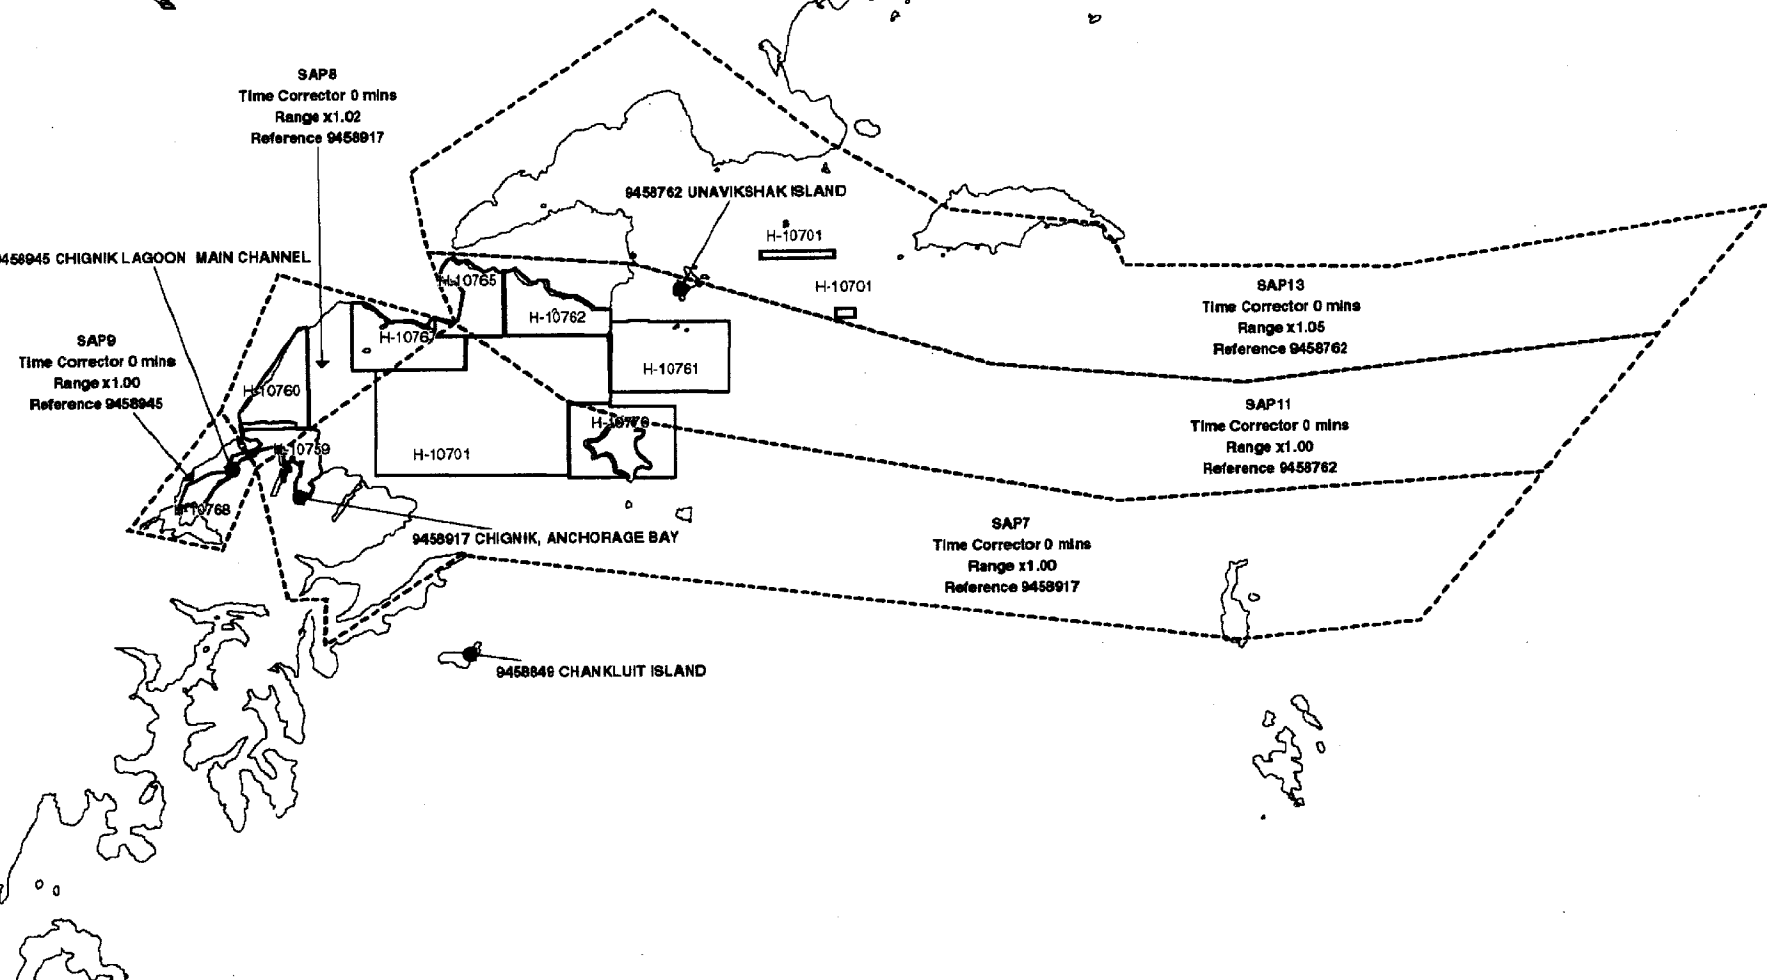 SAP8
Time Corrector 0 mins
Range x1.02
Reference 9458917
9458762 UNAVIKSHAK ISLAND
H-10701
9458945 CHIGNIK LAGOON MAIN CHANNEL
H-10765
H-10701
SAP13
Time Corrector 0 mins
Range x1.05
Reference 9458762
H-10762
H-10767
SAP9
Time Corrector 0 mins
Range x1.00
Reference 9458945
H-10761
H-10760
SAP11
Time Corrector 0 mins
Range x1.00
Reference 9458762
H-10759
H-10701
H-10768
SAP7
Time Corrector 0 mins
Range x1.00
Reference 9458917
9458917 CHIGNIK, ANCHORAGE BAY
9458849 CHANKLUIT ISLAND